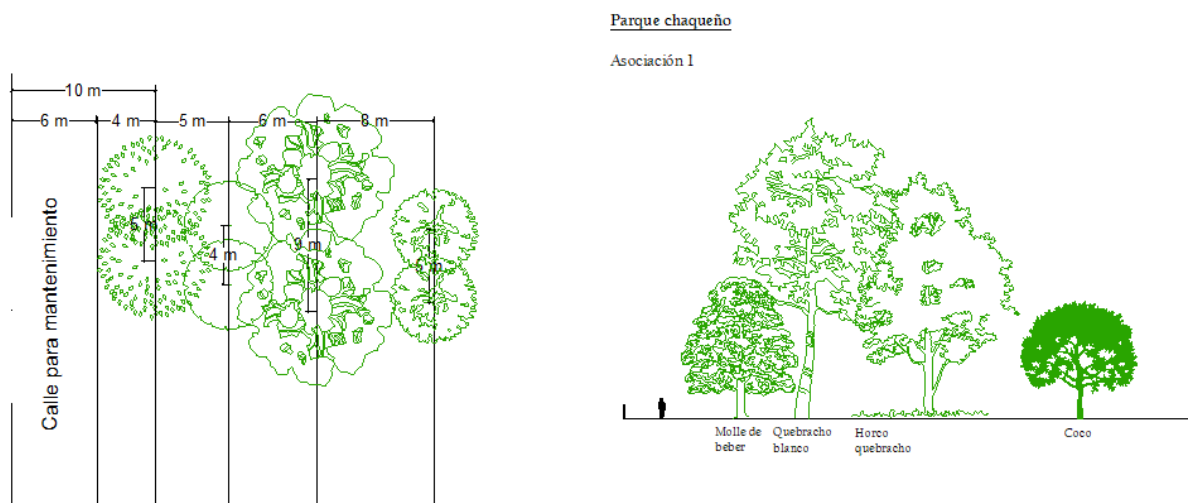 Parque chaqueño
Asociación 1
10 m
6 m
4 m
5 m
6 m
8 m
5 m
4 m
9 m
5 m
Calle para mantenimiento
Molle de
beber
Quebracho
blanco
Horco
quebracho
Coco